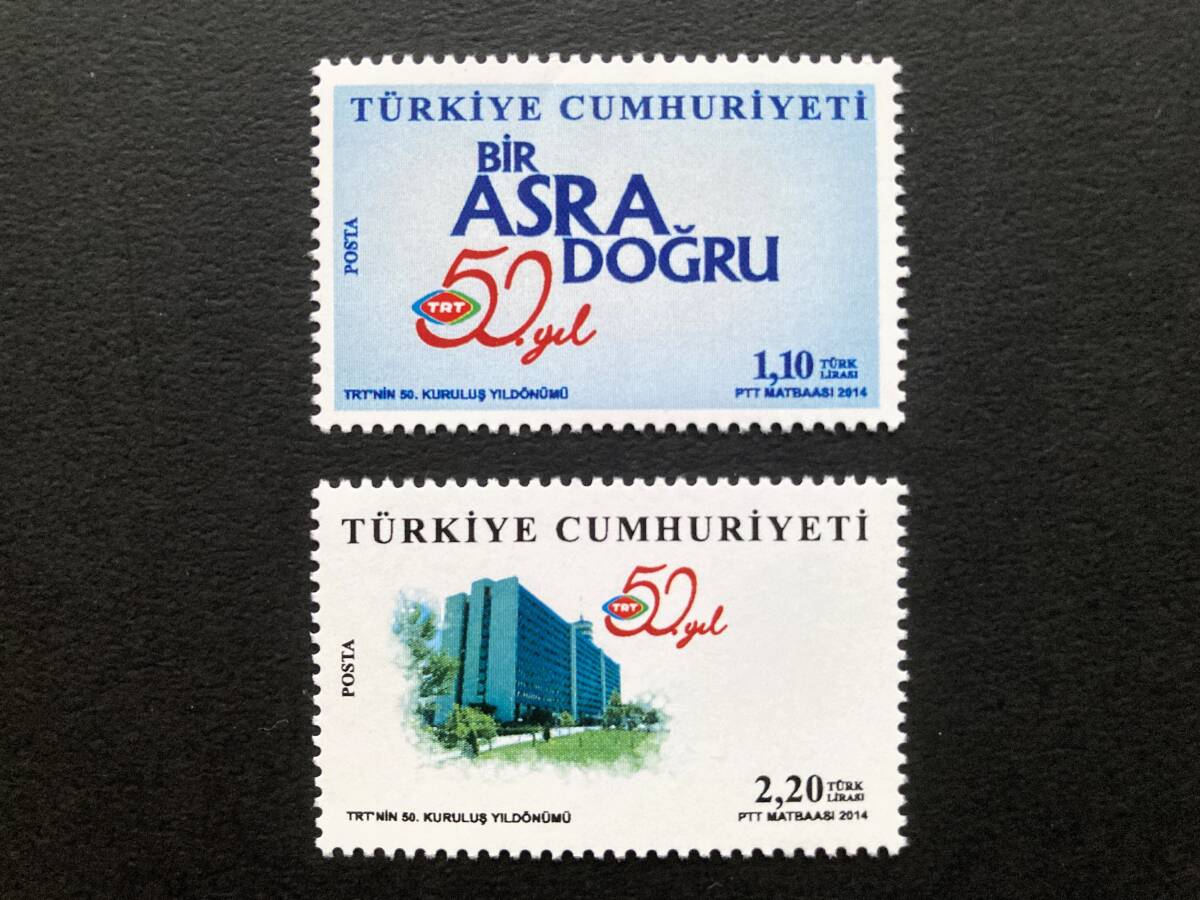 TÜRKİYE CUMHURİYETİ
BİR
ASRA
DOĞRU
POSTA
TRT
50.yıl
1,10 TÜRK
LİRASI
TRT'NİN 50. KURULUŞ YILDÖNÜMÜ
PTT MATBAASI 2014
TÜRKİYE CUMHURİYETİ
TRT
50.yıl
POSTA
2,20 TÜRK
LİRASI
TRT'NİN 50. KURULUŞ YILDÖNÜMÜ
PTT MATBAASI 2014